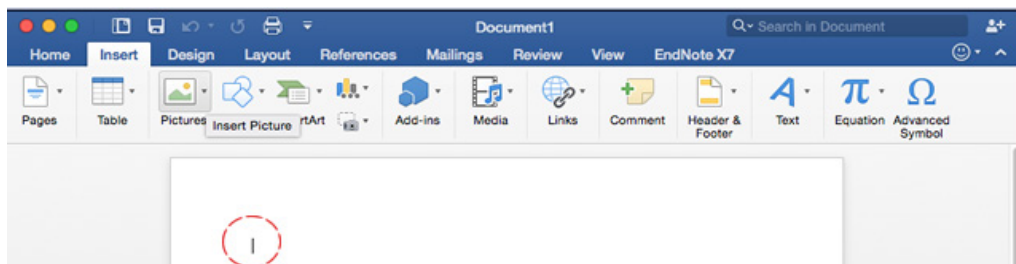 Document1
Search in Document
Home Insert Design Layout References Mailings Review View EndNote X7
Pages Table Pictures rtArt Add-ins Media Links Comment Header & Footer Text Equation Advanced Symbol
Insert Picture